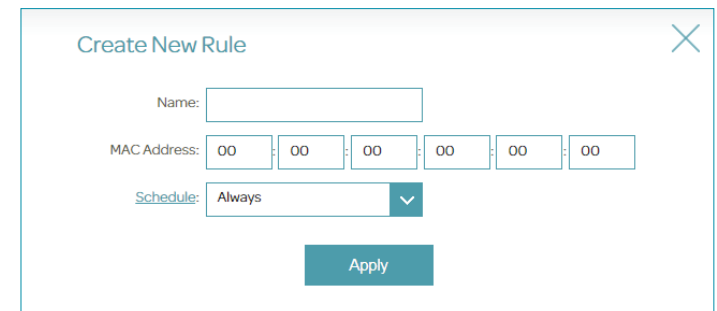 Create New Rule
Name:
MAC Address: 00 : 00 : 00 : 00 : 00 : 00
Schedule: Always
Apply